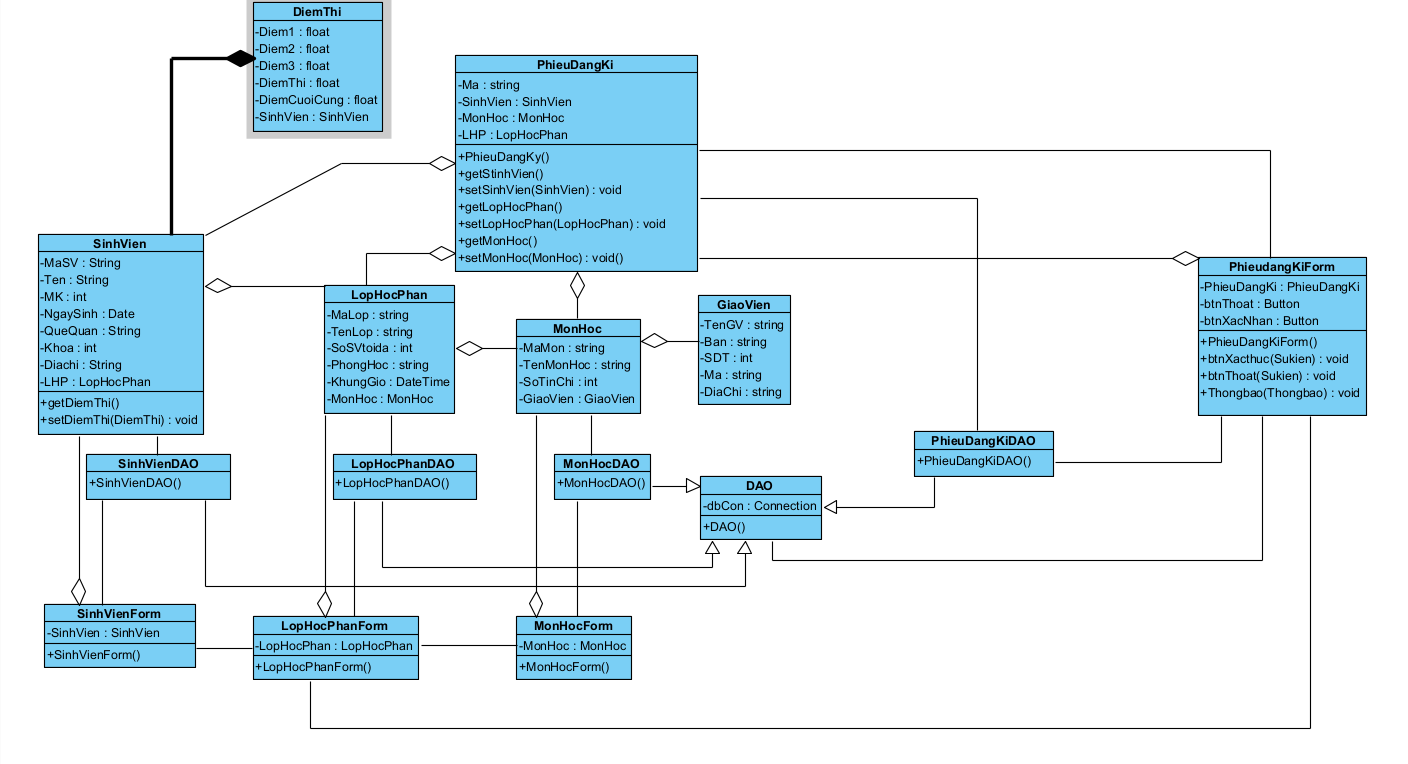 DiemThi
-Diem1 : float
-Diem2 : float
-Diem3 : float
-DiemThi : float
-DiemCuoiCung : float
-SinhVien : SinhVien
PhieuDangKi
-Ma : string
-SinhVien : SinhVien
-MonHoc : MonHoc
-LHP : LopHocPhan
+PhieuDangKy()
+getStinhVien()
+setSinhVien(SinhVien) : void
+getLopHocPhan()
+setLopHocPhan(LopHocPhan) : void
+getMonHoc()
+setMonHoc(MonHoc) : void()
SinhVien
-MaSV : String
-Ten : String
-MK : int
-NgaySinh : Date
-QueQuan : String
-Khoa : int
-Diachi : String
-LHP : LopHocPhan
+getDiemThi()
+setDiemThi(DiemThi) : void
LopHocPhan
-MaLop : string
-TenLop : string
-SoSVtoida : int
-PhongHoc : string
-KhungGio : DateTime
-MonHoc : MonHoc
MonHoc
-MaMon : string
-TenMonHoc : string
-SoTinChi : int
-GiaoVien : GiaoVien
GiaoVien
-TenGV : string
-Ban : string
-SDT : int
-Ma : string
-DiaChi : string
PhieudangKiForm
-PhieuDangKi : PhieuDangKi
-btnThoat : Button
-btnXacNhan : Button
+PhieuDangKiForm()
+btnXacthuc(Sukien) : void
+btnThoat(Sukien) : void
+Thongbao(Thongbao) : void
SinhVienDAO
+SinhVienDAO()
LopHocPhanDAO
+LopHocPhanDAO()
MonHocDAO
+MonHocDAO()
DAO
-dbCon : Connection
+DAO()
PhieuDangKiDAO
+PhieuDangKiDAO()
SinhVienForm
-SinhVien : SinhVien
+SinhVienForm()
LopHocPhanForm
-LopHocPhan : LopHocPhan
+LopHocPhanForm()
MonHocForm
-MonHoc : MonHoc
+MonHocForm()